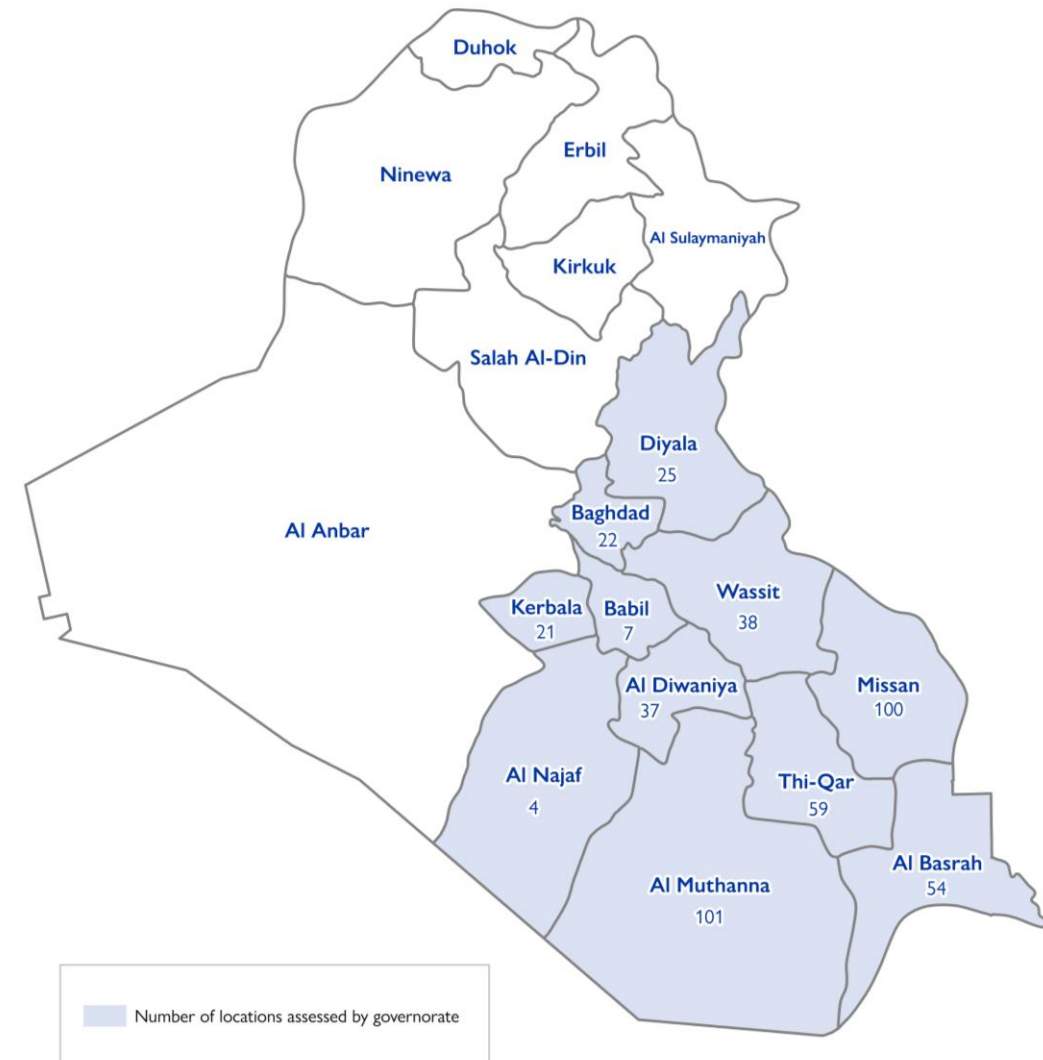 Duhok
Erbil
Ninewa
Al Sulaymaniyah
Kirkuk
Salah Al-Din
Diyala
25
Baghdad
22
Al Anbar
Wassit
38
Kerbala
21
Babil
7
Al Diwaniya
37
Missan
100
Al Najaf
4
Thi-Qar
59
Al Basrah
54
Al Muthanna
101
Number of locations assessed by governorate